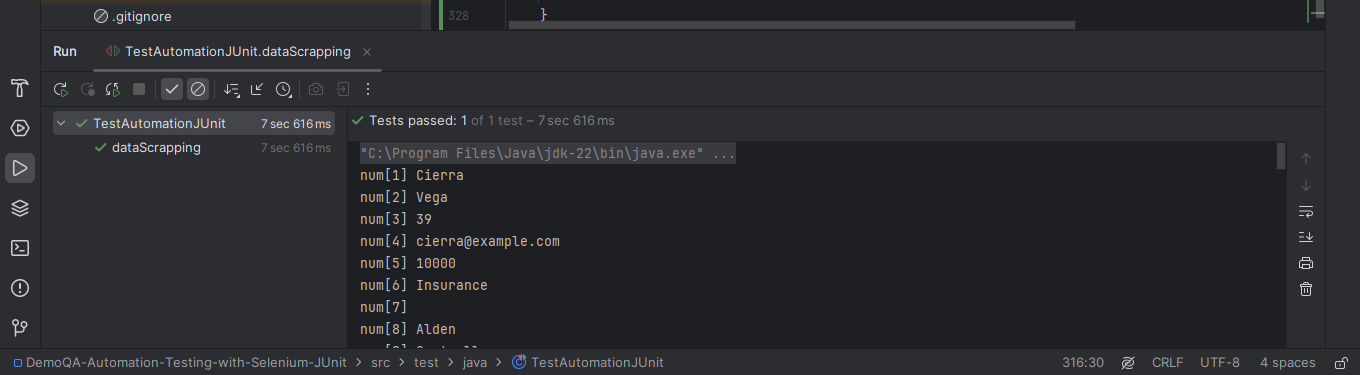 .gitignore
328 }
Run TestAutomationJUnit.dataScrapping
TestAutomationJUnit 7 sec 616 ms
dataScrapping 7 sec 616 ms
Tests passed: 1 of 1 test – 7 sec 616 ms
"C:\Program Files\Java\jdk-22\bin\java.exe" ...
num[1] Cierra
num[2] Vega
num[3] 39
num[4] cierra@example.com
num[5] 10000
num[6] Insurance
num[7]
num[8] Alden
DemoQA-Automation-Testing-with-Selenium-JUnit > src > test > java > TestAutomationJUnit 316:30 CRLF UTF-8 4 spaces